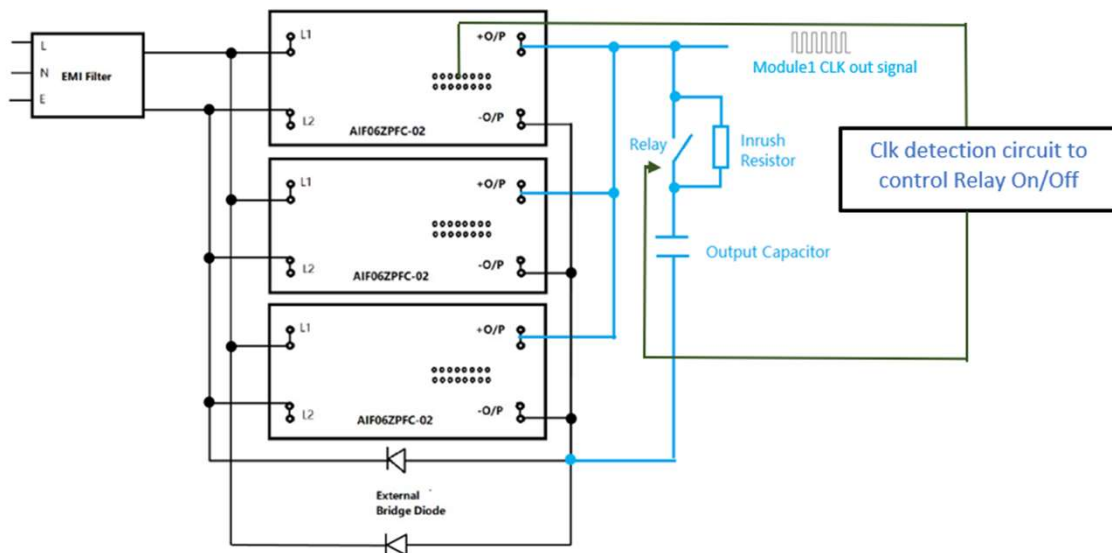 L
N
E
EMI Filter
L1
L2
+O/P
-O/P
AIF06ZPFC-02
L1
L2
+O/P
-O/P
AIF06ZPFC-02
L1
L2
+O/P
-O/P
AIF06ZPFC-02
External
Bridge Diode
Module1 CLK out signal
Relay
Inrush
Resistor
Output Capacitor
Clk detection circuit to
control Relay On/Off